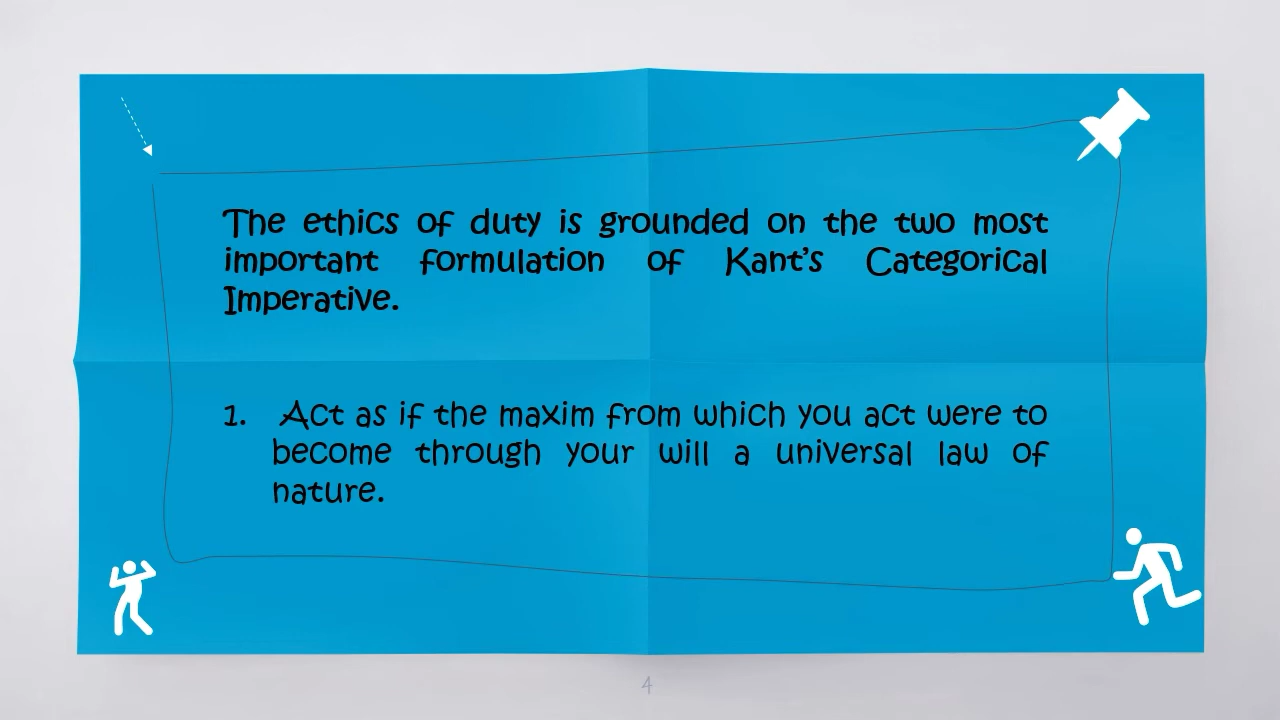 The ethics of duty is grounded on the two most
important formulation of Kant's Categorical
Imperative.
1. Act as if the maxim from which you act were to
become through your will a universal law of
nature.
4